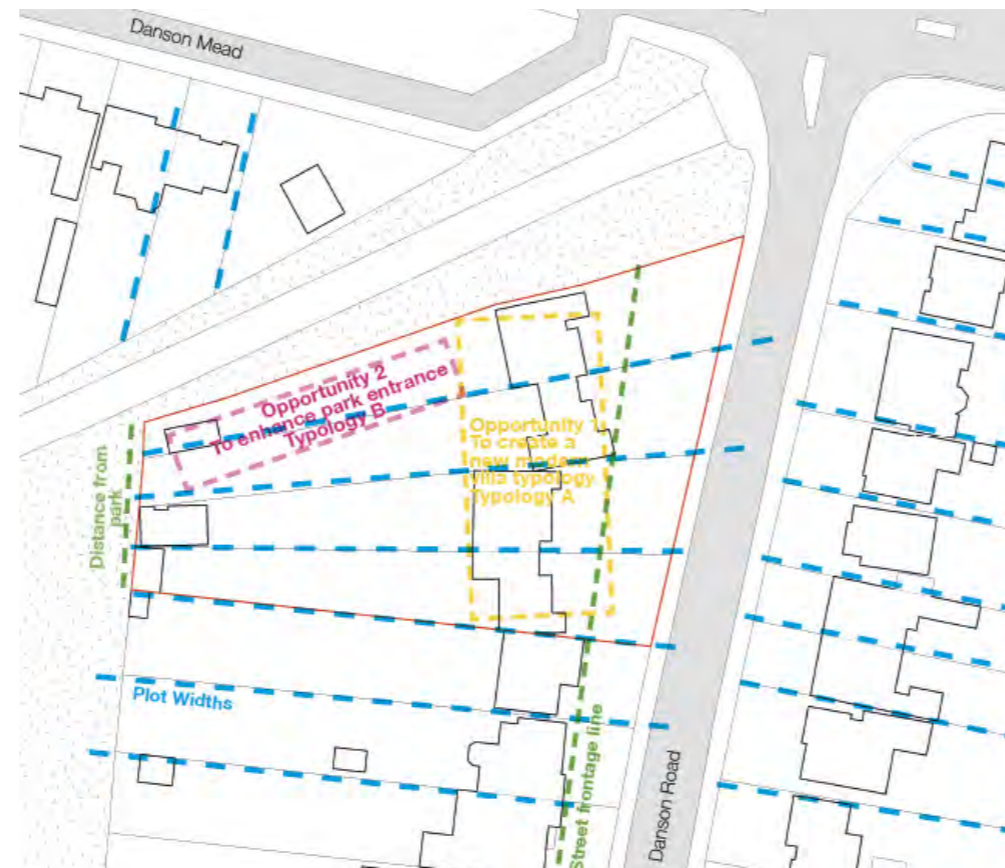 Danson Mead
Opportunity 2
To enhance park entrance
Typology B
Opportunity 1
To create a
new modern
villa typology
Typology A
Distance from
park
Plot Widths
Street frontage line
Danson Road